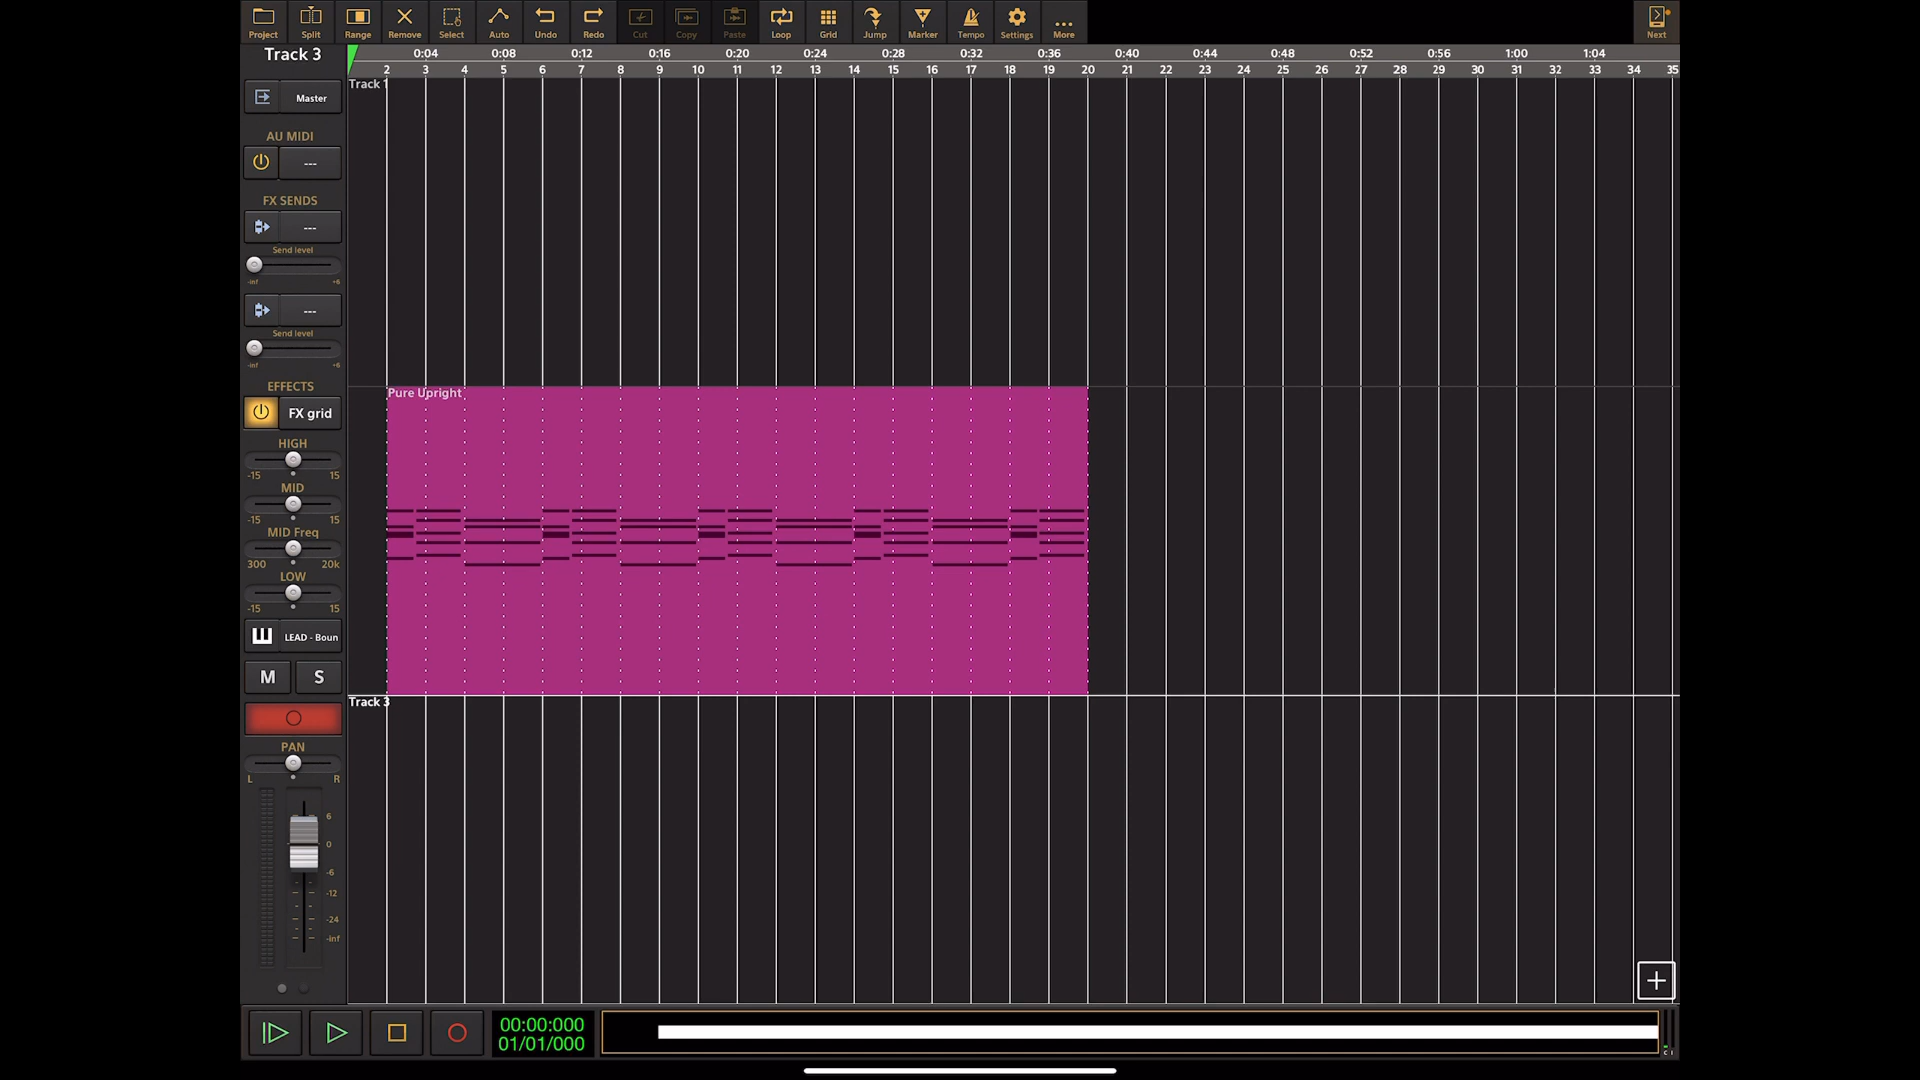 Project Split Range Remove Select Auto Undo Redo Cut Copy Paste Loop Grid Jump Marker Tempo Settings More Next
Track 3
0:04 0:08 0:12 0:16 0:20 0:24 0:28 0:32 0:36 0:40 0:44 0:48 0:52 0:56 1:00 1:04
2 3 4 5 6 7 8 9 10 11 12 13 14 15 16 17 18 19 20 21 22 23 24 25 26 27 28 29 30 31 32 33 34 35
Track 1
Master
AU MIDI
---
FX SENDS
---
Send level
-inf +6
---
Send level
-inf +6
EFFECTS
Pure Upright
FX grid
HIGH
-15 15
MID
-15 15
MID Freq
300 20k
LOW
-15 15
LEAD - Boun
M S
Track 3
PAN
L R
6
0
-6
-12
-24
-inf
00:00:000
01/01/000